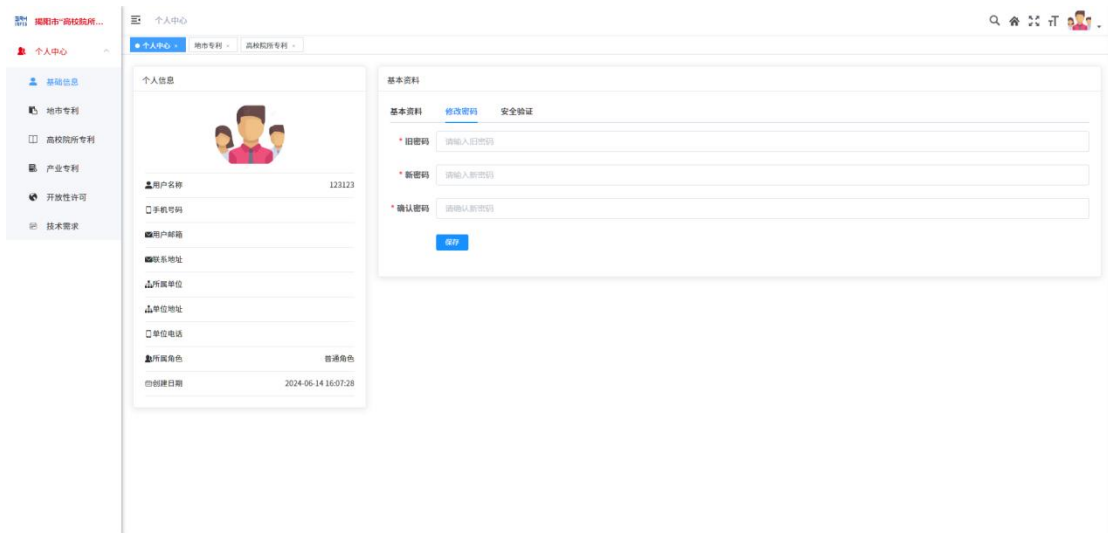 揭阳市“高校院所...
个人中心
基础信息
地市专利
高校院所专利
产业专利
开放性许可
技术需求
个人中心
个人中心 ×
地市专利 ×
高校院所专利 ×
个人信息
用户名称 123123
手机号码
用户邮箱
联系地址
所属单位
单位地址
单位电话
所属角色 普通角色
创建日期 2024-06-14 16:07:28
基本资料
基本资料 修改密码 安全验证
* 旧密码 请输入旧密码
* 新密码 请输入新密码
* 确认密码 请确认新密码
保存